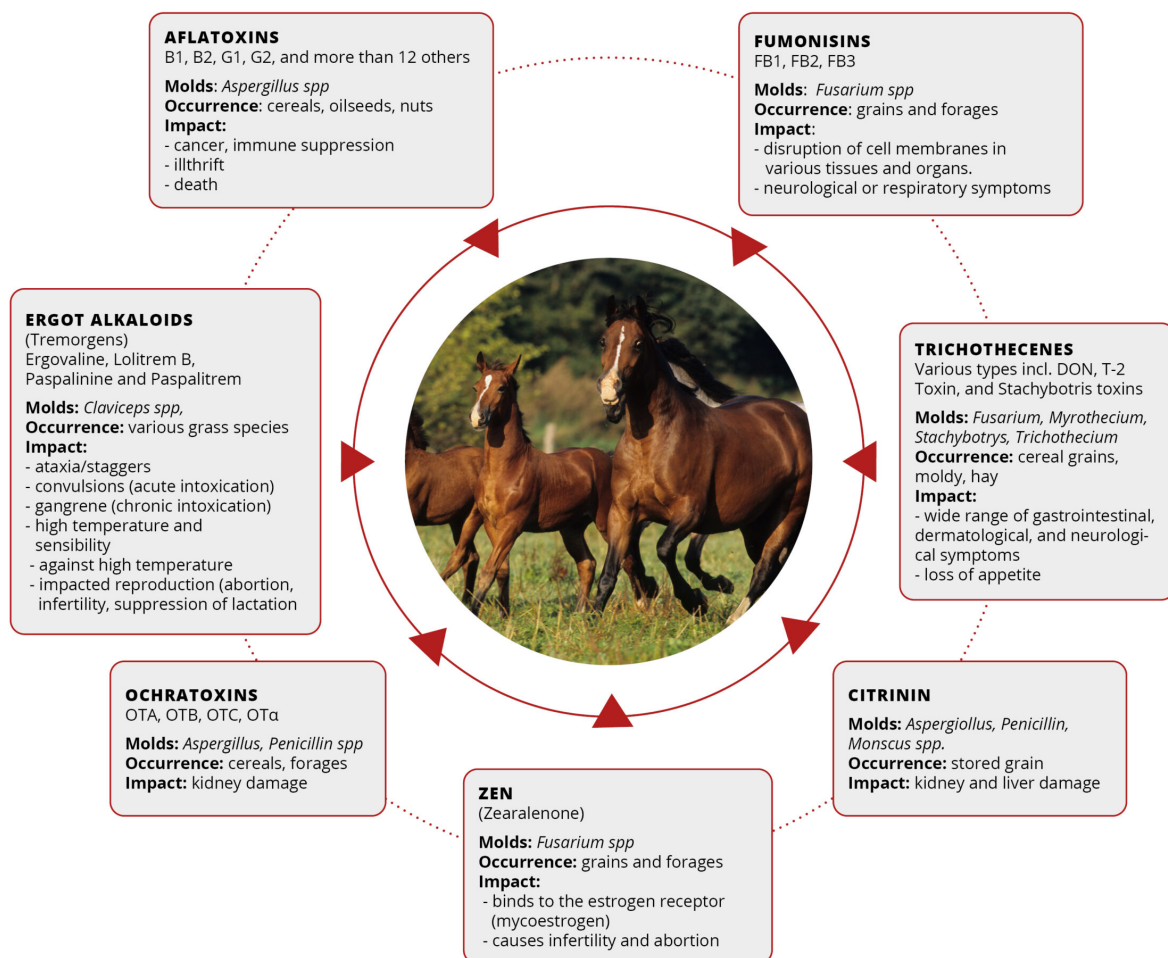 AFLATOXINS
B1, B2, G1, G2, and more than 12 others
Molds: Aspergillus spp
Occurrence: cereals, oilseeds, nuts
Impact:
- cancer, immune suppression
- illthrift
- death
FUMONISINS
FB1, FB2, FB3
Molds: Fusarium spp
Occurrence: grains and forages
Impact:
- disruption of cell membranes in
various tissues and organs.
- neurological or respiratory symptoms
ERGOT ALKALOIDS
(Tremorgens)
Ergovaline, Lolitrem B,
Paspalinine and Paspalitrem
Molds: Claviceps spp,
Occurrence: various grass species
Impact:
- ataxia/staggers
- convulsions (acute intoxication)
- gangrene (chronic intoxication)
- high temperature and
sensibility
- against high temperature
- impacted reproduction (abortion,
infertility, suppression of lactation
TRICHOTHECENES
Various types incl. DON, T-2
Toxin, and Stachybotris toxins
Molds: Fusarium, Myrothecium,
Stachybotrys, Trichothecium
Occurrence: cereal grains,
moldy, hay
Impact:
- wide range of gastrointestinal,
dermatological, and neurologi-
cal symptoms
- loss of appetite
OCHRATOXINS
OTA, OTB, OTC, OTα
Molds: Aspergillus, Penicillin spp
Occurrence: cereals, forages
Impact: kidney damage
CITRININ
Molds: Aspergiollus, Penicillin,
Monscus spp.
Occurrence: stored grain
Impact: kidney and liver damage
ZEN
(Zearalenone)
Molds: Fusarium spp
Occurrence: grains and forages
Impact:
- binds to the estrogen receptor
(mycoestrogen)
- causes infertility and abortion